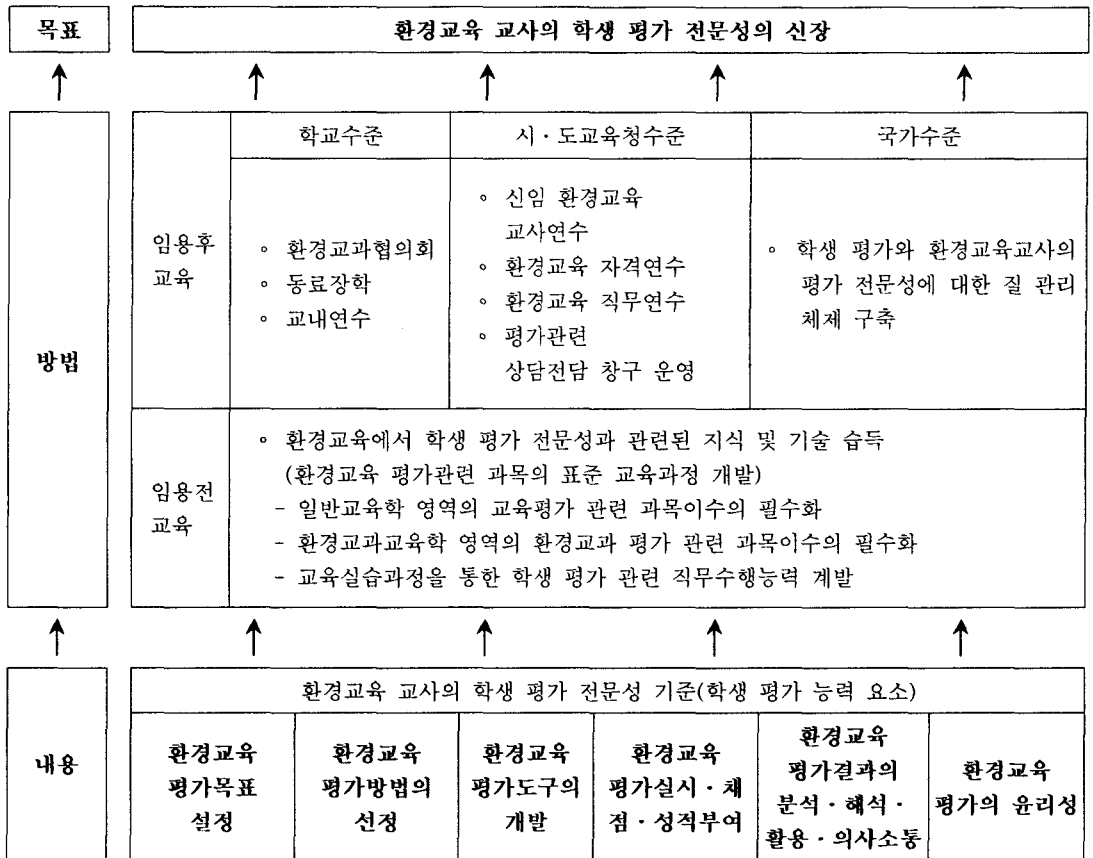 목표
환경교육 교사의 학생 평가 전문성의 신장
방법
학교수준
시·도교육청수준
국가수준
임용후
교육
◦ 환경교과협의회
◦ 동료장학
◦ 교내연수
◦ 신임 환경교육
교사연수
◦ 환경교육 자격연수
◦ 환경교육 직무연수
◦ 평가관련
상담전담 창구 운영
◦ 학생 평가와 환경교육교사의
평가 전문성에 대한 질 관리
체제 구축
임용전
교육
◦ 환경교육에서 학생 평가 전문성과 관련된 지식 및 기술 습득
(환경교육 평가관련 과목의 표준 교육과정 개발)
- 일반교육학 영역의 교육평가 관련 과목이수의 필수화
- 환경교과교육학 영역의 환경교과 평가 관련 과목이수의 필수화
- 교육실습과정을 통한 학생 평가 관련 직무수행능력 계발
내용
환경교육 교사의 학생 평가 전문성 기준(학생 평가 능력 요소)
환경교육
평가목표
설정
환경교육
평가방법의
선정
환경교육
평가도구의
개발
환경교육
평가실시·채
점·성적부여
환경교육
평가결과의
분석·해석·
활용·의사소통
환경교육
평가의 윤리성